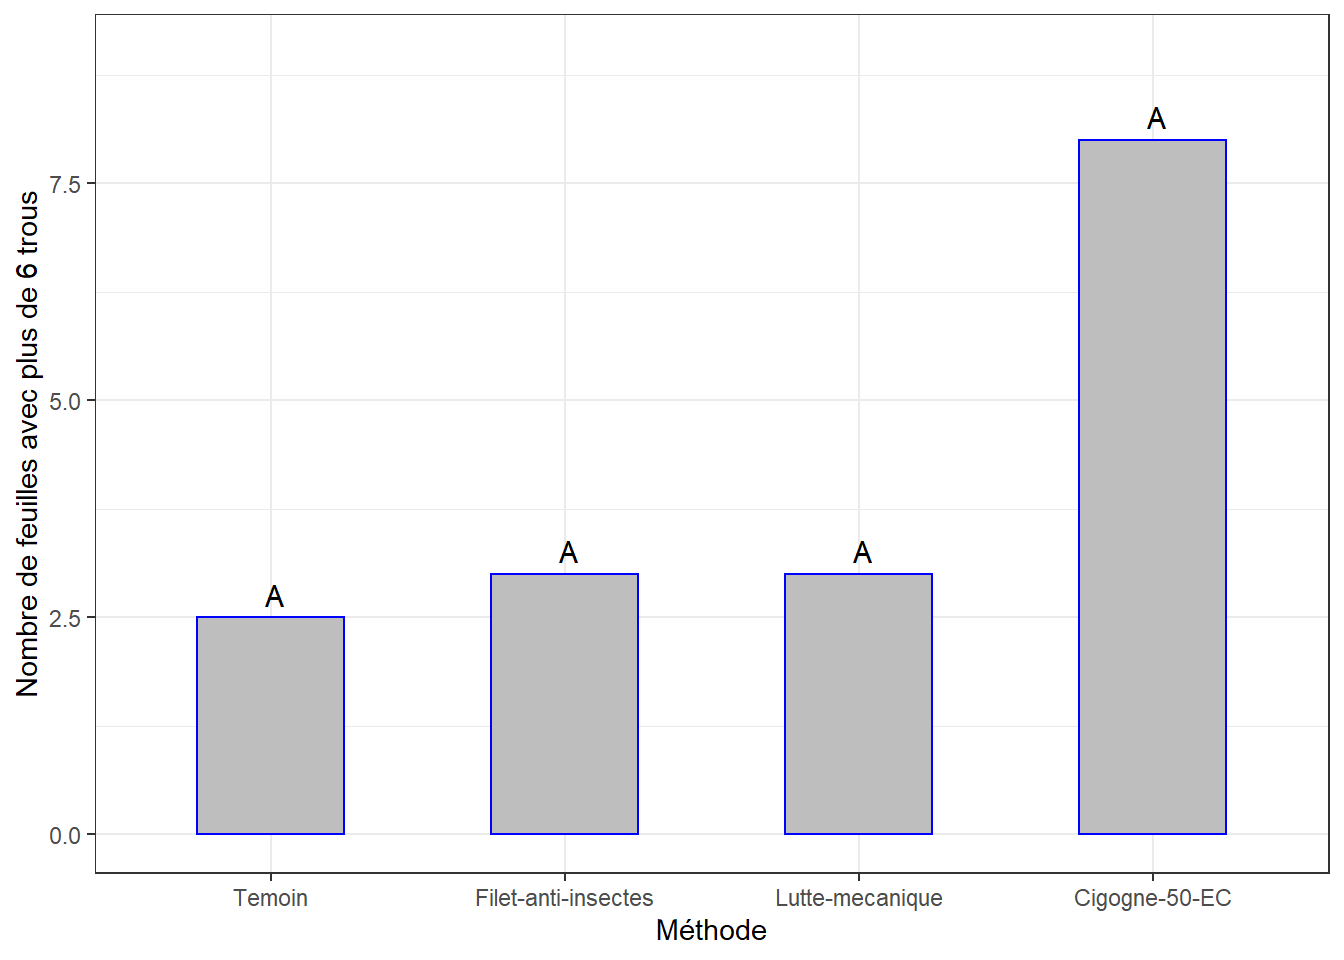 Nombre de feuilles avec plus de 6 trous
7.5
5.0
2.5
0.0
A
A
A
A
Temoin
Filet-anti-insectes
Lutte-mecanique
Cigogne-50-EC
Méthode